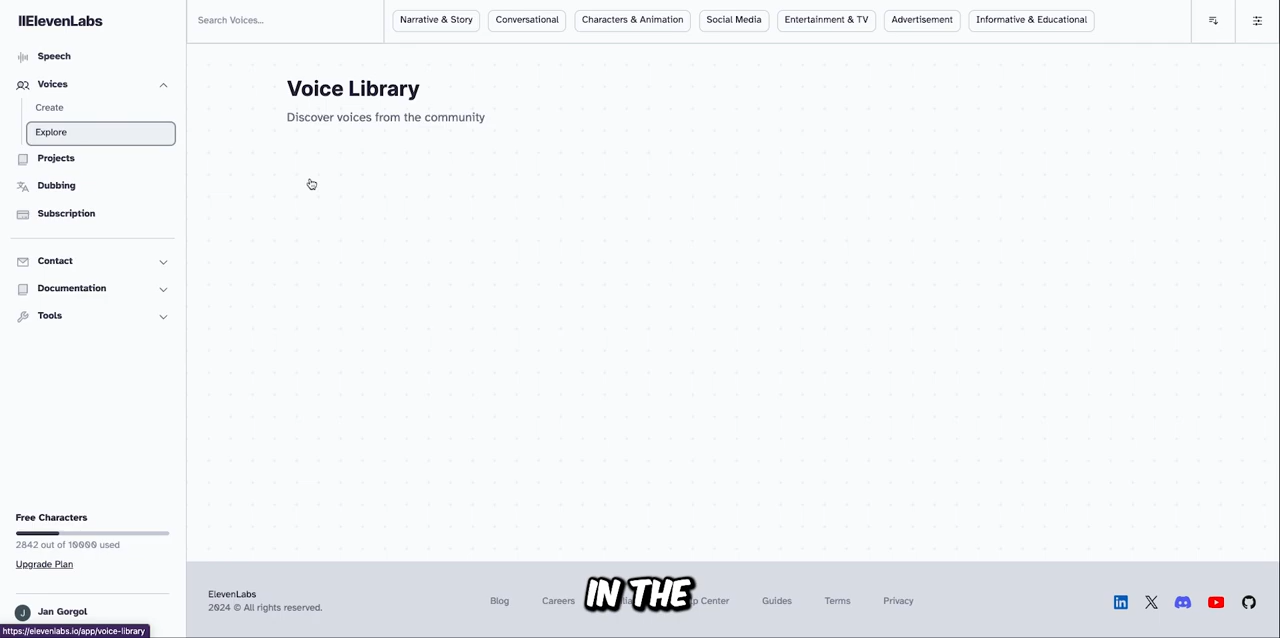 IIElevenLabs
Speech
Voices
Create
Explore
Projects
Dubbing
Subscription
Contact
Documentation
Tools
Free Characters
2842 out of 10000 used
Upgrade Plan
J
Jan Gorgol
https://elevenlabs.io/app/voice-library
Search Voices...
Narrative & Story
Conversational
Characters & Animation
Social Media
Entertainment & TV
Advertisement
Informative & Educational
Voice Library
Discover voices from the community
ElevenLabs
2024 © All rights reserved.
Blog
Careers
Center
Guides
Terms
Privacy
IN THE